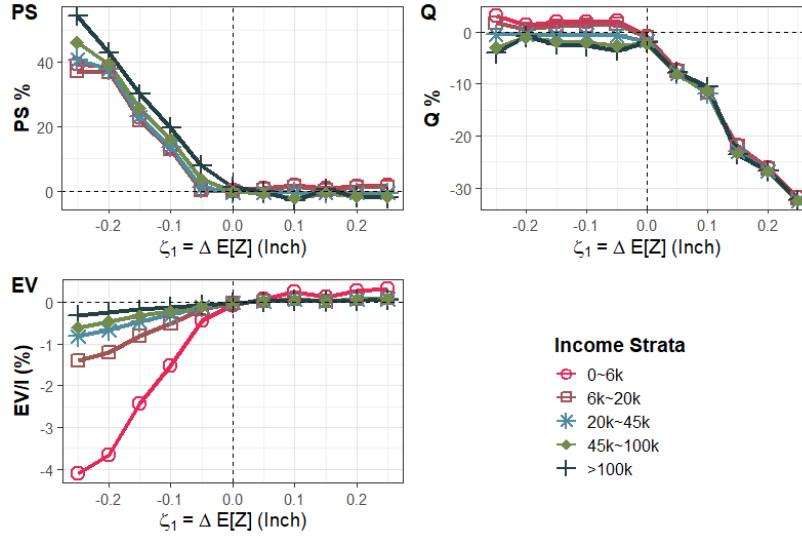 PS
PS %
40
20
0
-0.2 -0.1 0.0 0.1 0.2
ζ₁ = Δ E[Z] (Inch)
Q
Q %
0
-10
-20
-30
-0.2 -0.1 0.0 0.1 0.2
ζ₁ = Δ E[Z] (Inch)
EV
EV/I (%)
0
-1
-2
-3
-4
-0.2 -0.1 0.0 0.1 0.2
ζ₁ = Δ E[Z] (Inch)
Income Strata
0~6k
6k~20k
20k~45k
45k~100k
>100k